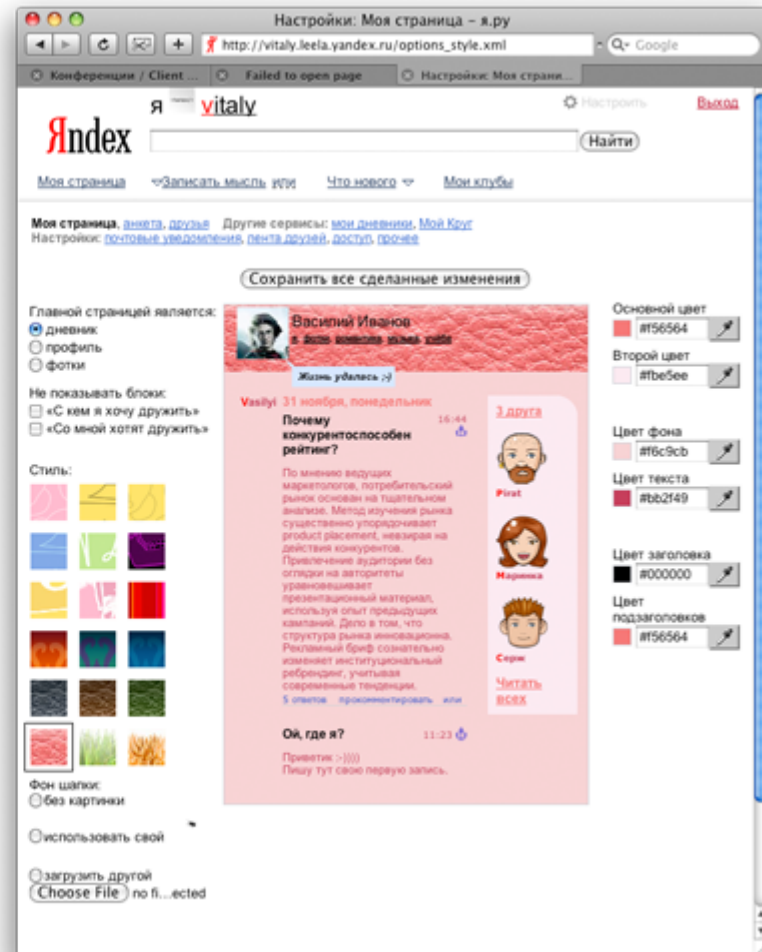 Настройки: Моя страница – я.ру
http://vitaly.leela.yandex.ru/options_style.xml
Google
Конференции / Client ...
Failed to open page
Настройки: Моя страни...
я vitaly
Настроить
Выход
Яndex
Найти
Моя страница
Записать мысль или
Что нового
Мои клубы
Моя страница, анкета, друзья Другие сервисы: мои дневники, Мой Круг
Настройки: почтовые уведомления, лента друзей, доступ, прочее
Сохранить все сделанные изменения
Главной страницей является:
дневник
профиль
фотки
Не показывать блоки:
«С кем я хочу дружить»
«Со мной хотят дружить»
Стиль:
Фон шапки:
без картинки
использовать свой
загрузить другой
Choose File no fi...ected
Василий Иванов
Жизнь удалась ;-)
Vasilyi 31 ноября, понедельник
Почему
конкурентоспособен
рейтинг?
16:44
По мнению ведущих
маркетологов, потребительский
рынок основан на тщательном
анализе. Метод изучения рынка
существенно упорядочивает
product placement, невзирая на
действия конкурентов.
Привлечение аудитории без
оглядки на авторитеты
уравновешивает
презентационный материал,
используя опыт предыдущих
кампаний. Дело в том, что
структура рынка инновационна.
Рекламный бриф сознательно
изменяет институциональный
ребрендинг, учитывая
современные тенденции.
5 ответов прокомментировать или
Ой, где я?
11:23
Приветик :-))))
Пишу тут свою первую запись.
3 друга
Pirat
Маринка
Серж
Читать
всех
Основной цвет
#f56564
Второй цвет
#fbe5ee
Цвет фона
#f6c9cb
Цвет текста
#bb2f49
Цвет заголовка
#000000
Цвет
подзаголовков
#f56564